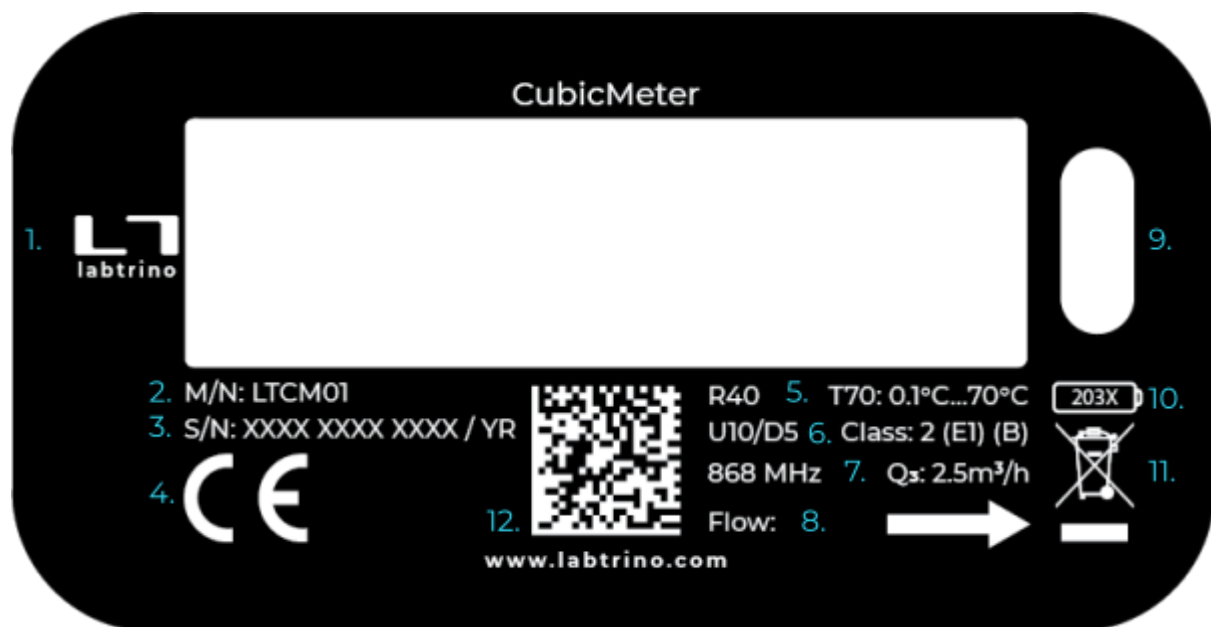 CubicMeter
1.
labtrino
9.
2. M/N: LTCM01
3. S/N: XXXX XXXX XXXX / YR
4.
CE
12.
R40 5. T70: 0.1°C...70°C
U10/D5 6. Class: 2 (E1) (B)
868 MHz 7. Q₃: 2.5m³/h
Flow: 8.
203X 10.
11.
www.labtrino.com